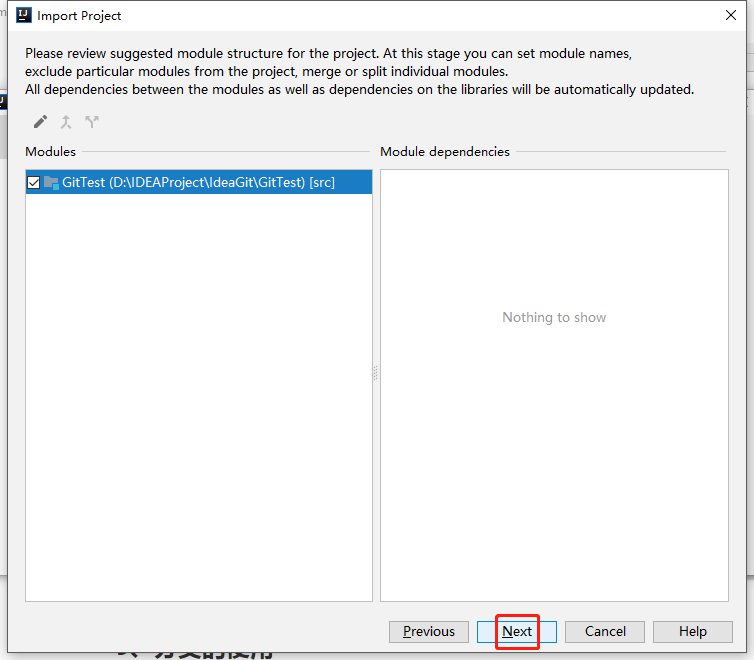 Import Project
Please review suggested module structure for the project. At this stage you can set module names,
exclude particular modules from the project, merge or split individual modules.
All dependencies between the modules as well as dependencies on the libraries will be automatically updated.
Modules
Module dependencies
GitTest (D:\IDEAProject\IdeaGit\GitTest) [src]
Nothing to show
Previous
Next
Cancel
Help